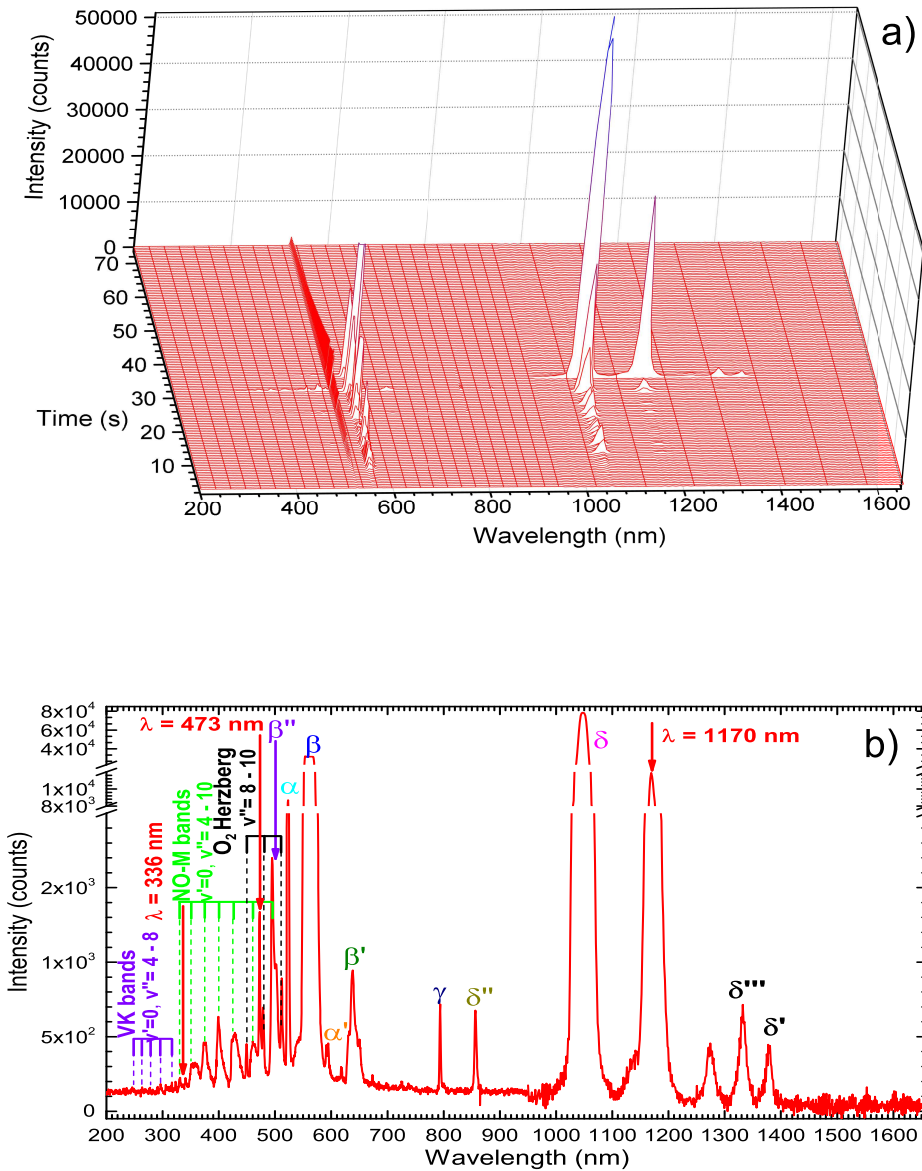 a)
Intensity (counts)
50000
40000
30000
20000
10000
0
70
60
50
40
30
20
10
Time (s)
200 400 600 800 1000 1200 1400 1600
Wavelength (nm)
b)
Intensity (counts)
8x10⁴
6x10⁴
4x10⁴
1x10⁴
8x10³
2x10³
1x10³
5x10²
0
VK bands
v'=0, v''= 4 - 8
λ = 336 nm
NO-M bands
v'=0, v''= 4 - 10
O₂ Herzberg
v''= 8 - 10
λ = 473 nm
β''
α
β
α'
β'
γ
δ''
δ
λ = 1170 nm
δ'''
δ'
200 300 400 500 600 700 800 900 1000 1100 1200 1300 1400 1500 1600
Wavelength (nm)